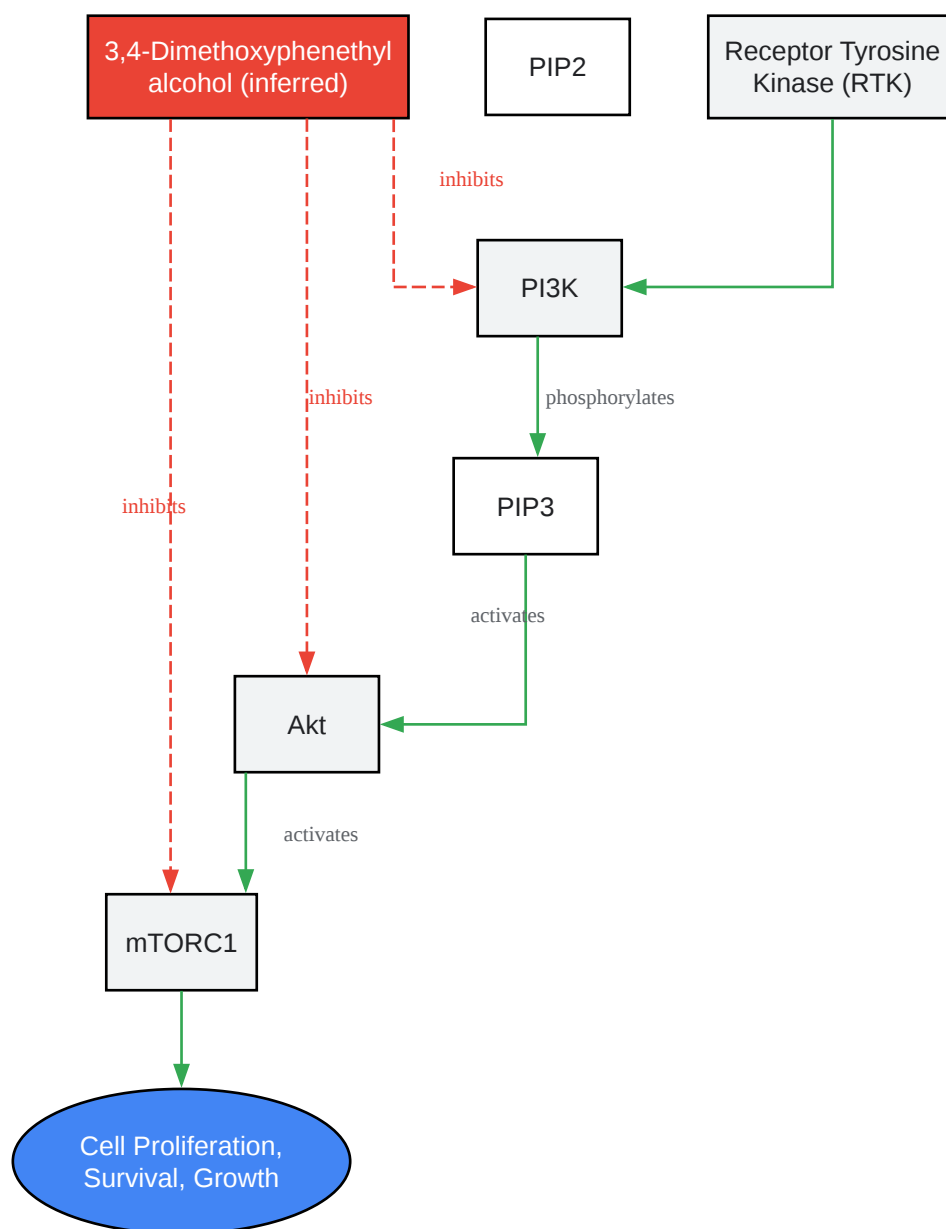 3,4-Dimethoxyphenethyl
alcohol (inferred)
PIP2
Receptor Tyrosine
Kinase (RTK)
inhibits
PI3K
inhibits
phosphorylates
inhibits
PIP3
activates
Akt
activates
mTORC1
Cell Proliferation,
Survival, Growth